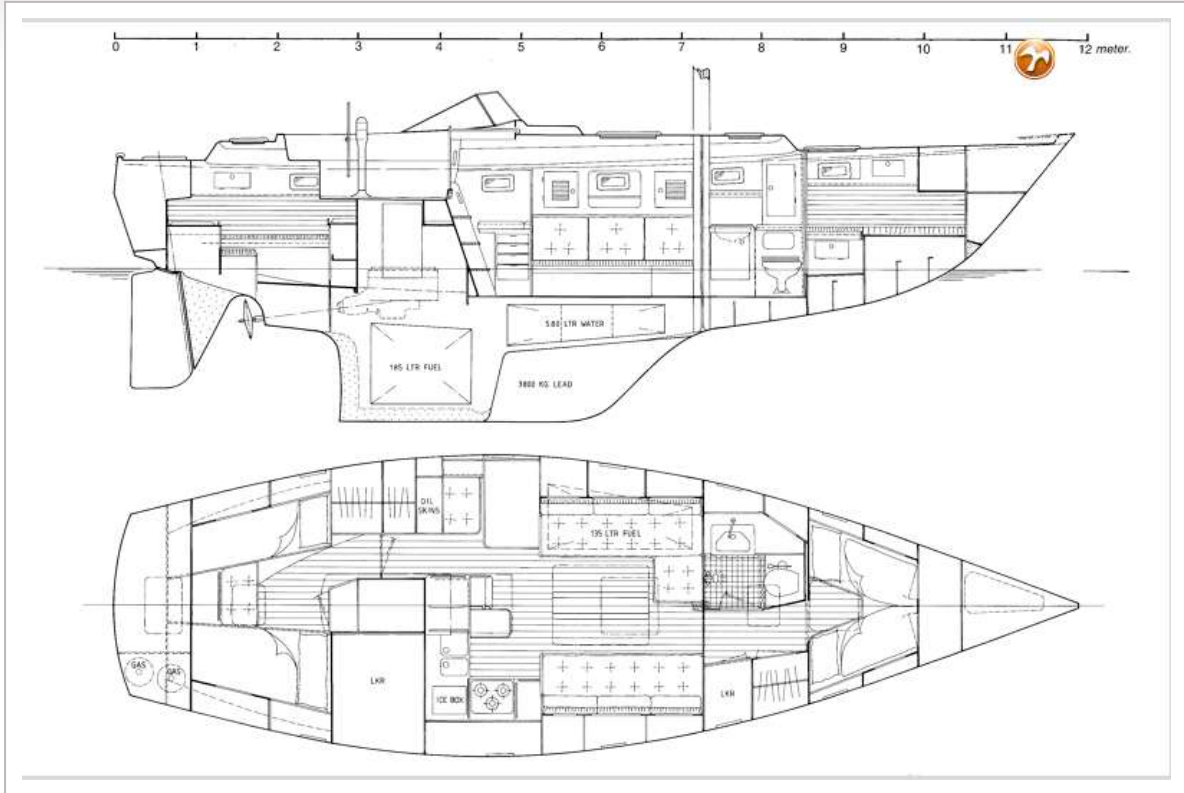 0 1 2 3 4 5 6 7 8 9 10 11 12 meter.
580 LTR WATER
185 LTR FUEL
3800 KG LEAD
OIL
SKINS
135 LTR FUEL
GAS
GAS
LKR
ICE BOX
LKR